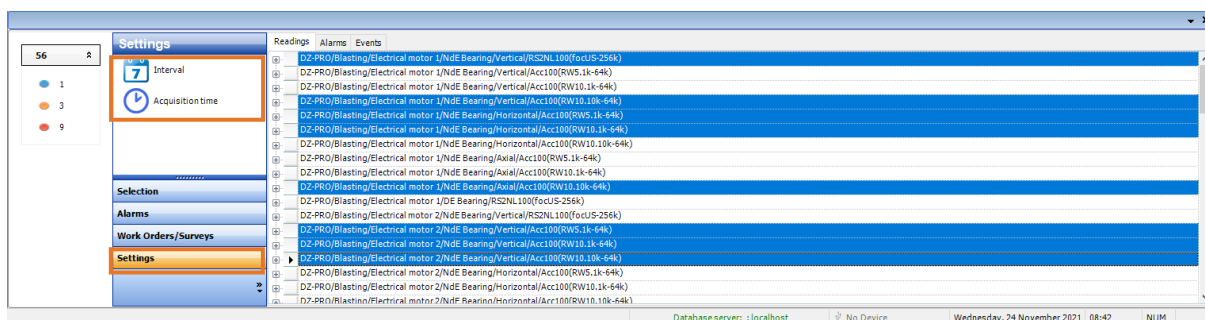 56
1
3
9
Settings
7
Interval
Acquisition time
Selection
Alarms
Work Orders/Surveys
Settings
Readings Alarms Events
DZ-PRO/Blasting/Electrical motor 1/NdE Bearing/Vertical/RS2NL100(focUS-256k)
DZ-PRO/Blasting/Electrical motor 1/NdE Bearing/Vertical/Acc100(RW5.1k-64k)
DZ-PRO/Blasting/Electrical motor 1/NdE Bearing/Vertical/Acc100(RW10.1k-64k)
DZ-PRO/Blasting/Electrical motor 1/NdE Bearing/Vertical/Acc100(RW10.10k-64k)
DZ-PRO/Blasting/Electrical motor 1/NdE Bearing/Horizontal/Acc100(RW5.1k-64k)
DZ-PRO/Blasting/Electrical motor 1/NdE Bearing/Horizontal/Acc100(RW10.1k-64k)
DZ-PRO/Blasting/Electrical motor 1/NdE Bearing/Horizontal/Acc100(RW10.10k-64k)
DZ-PRO/Blasting/Electrical motor 1/NdE Bearing/Axial/Acc100(RW5.1k-64k)
DZ-PRO/Blasting/Electrical motor 1/NdE Bearing/Axial/Acc100(RW10.1k-64k)
DZ-PRO/Blasting/Electrical motor 1/NdE Bearing/Axial/Acc100(RW10.10k-64k)
DZ-PRO/Blasting/Electrical motor 1/DE Bearing/RS2NL100(focUS-256k)
DZ-PRO/Blasting/Electrical motor 2/NdE Bearing/Vertical/RS2NL100(focUS-256k)
DZ-PRO/Blasting/Electrical motor 2/NdE Bearing/Vertical/Acc100(RW5.1k-64k)
DZ-PRO/Blasting/Electrical motor 2/NdE Bearing/Vertical/Acc100(RW10.1k-64k)
DZ-PRO/Blasting/Electrical motor 2/NdE Bearing/Vertical/Acc100(RW10.10k-64k)
DZ-PRO/Blasting/Electrical motor 2/NdE Bearing/Horizontal/Acc100(RW5.1k-64k)
DZ-PRO/Blasting/Electrical motor 2/NdE Bearing/Horizontal/Acc100(RW10.1k-64k)
DZ-PRO/Blasting/Electrical motor 2/NdE Bearing/Horizontal/Acc100(RW10.10k-64k)
Database server: : localhost No Device Wednesday, 24 November 2021 08:42 NUM